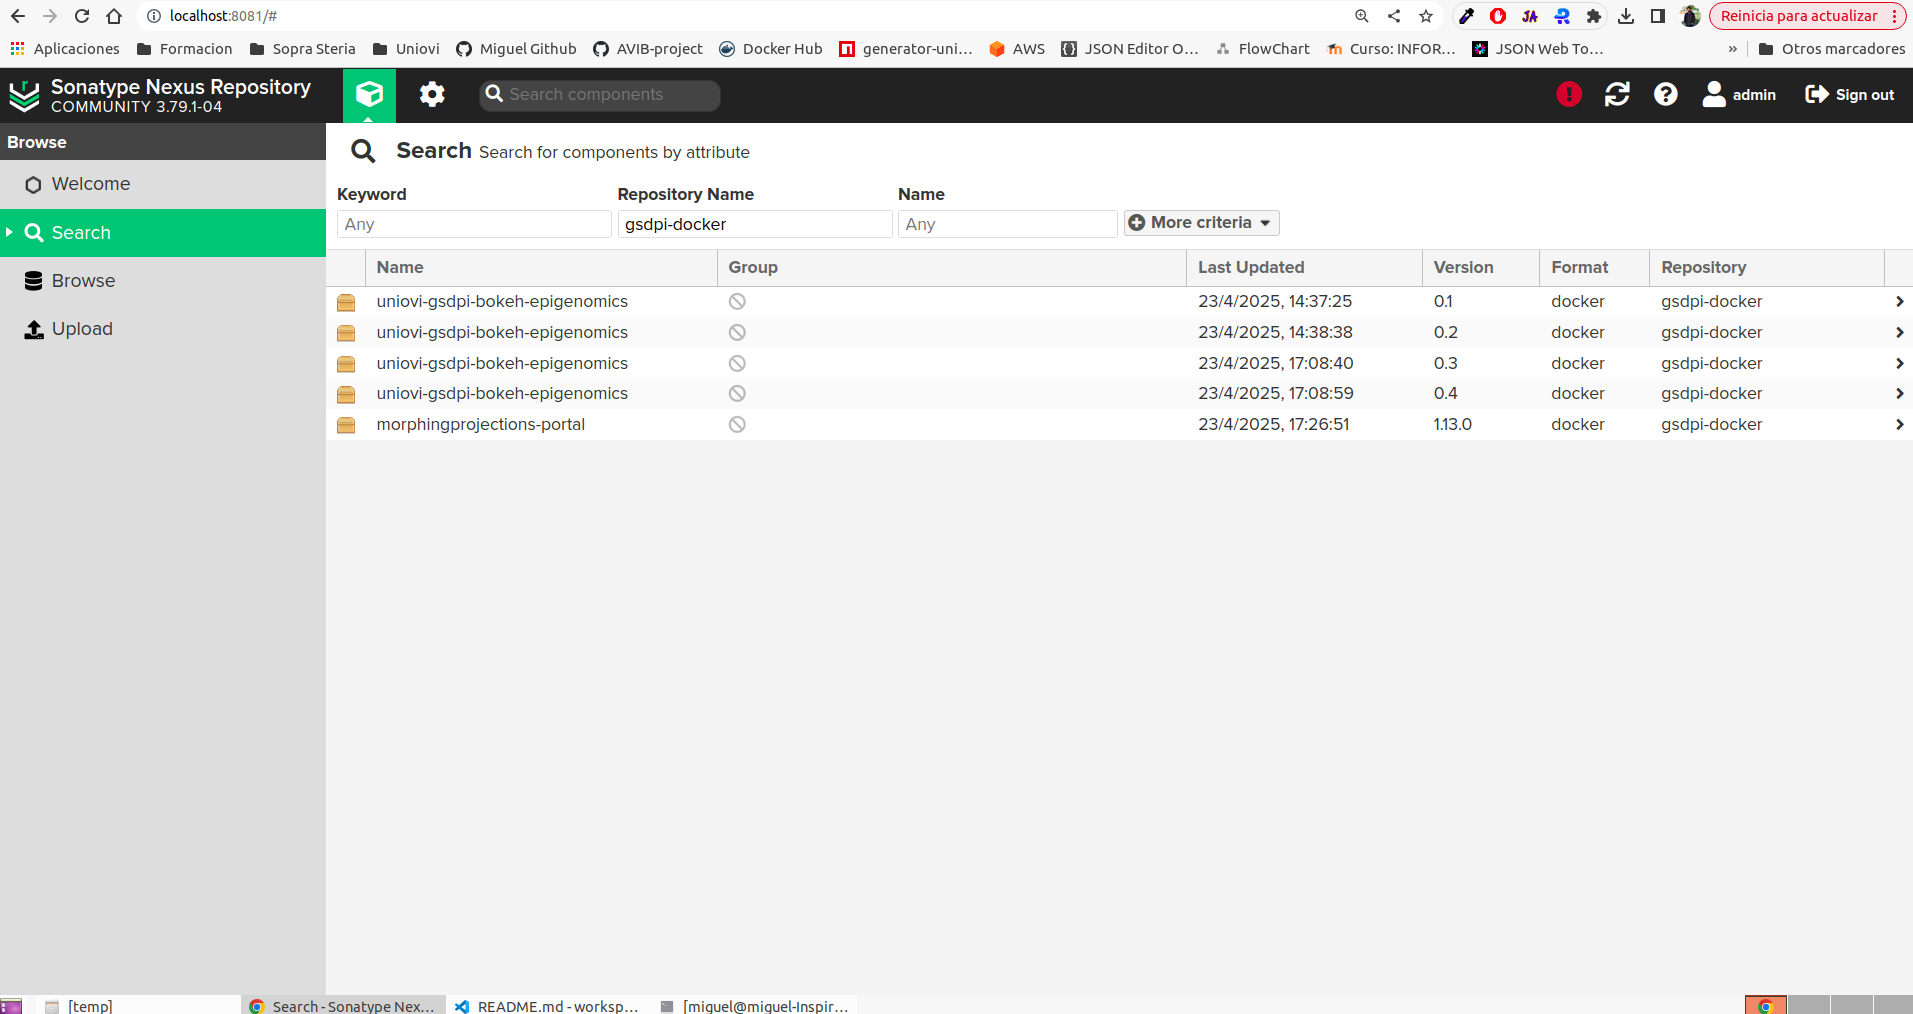 localhost:8081/#
Reinicia para actualizar
Aplicaciones Formacion Sopra Steria Uniovi Miguel Github AVIB-project Docker Hub generator-uni... AWS JSON Editor O... FlowChart Curso: INFOR... JSON Web To... » Otros marcadores
Sonatype Nexus Repository
COMMUNITY 3.79.1-04
Search components
admin Sign out
Browse
Welcome
Search
Browse
Upload
Search Search for components by attribute
Keyword Repository Name Name
Any gsdpi-docker Any More criteria
Name Group Last Updated Version Format Repository
uniovi-gsdpi-bokeh-epigenomics 23/4/2025, 14:37:25 0.1 docker gsdpi-docker
uniovi-gsdpi-bokeh-epigenomics 23/4/2025, 14:38:38 0.2 docker gsdpi-docker
uniovi-gsdpi-bokeh-epigenomics 23/4/2025, 17:08:40 0.3 docker gsdpi-docker
uniovi-gsdpi-bokeh-epigenomics 23/4/2025, 17:08:59 0.4 docker gsdpi-docker
morphingprojections-portal 23/4/2025, 17:26:51 1.13.0 docker gsdpi-docker
[temp] Search - Sonatype Nex... README.md - worksp... [miguel@miguel-Inspir...